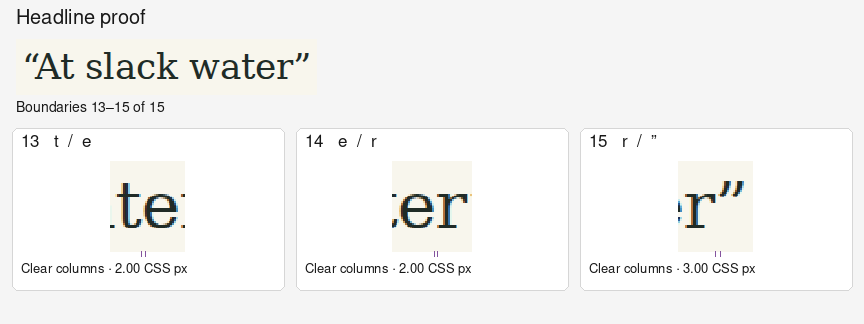 Headline proof
“At slack water”
Boundaries 13–15 of 15
13 t / e
ter
Clear columns · 2.00 CSS px
14 e / r
ter
Clear columns · 2.00 CSS px
15 r / ”
er”
Clear columns · 3.00 CSS px